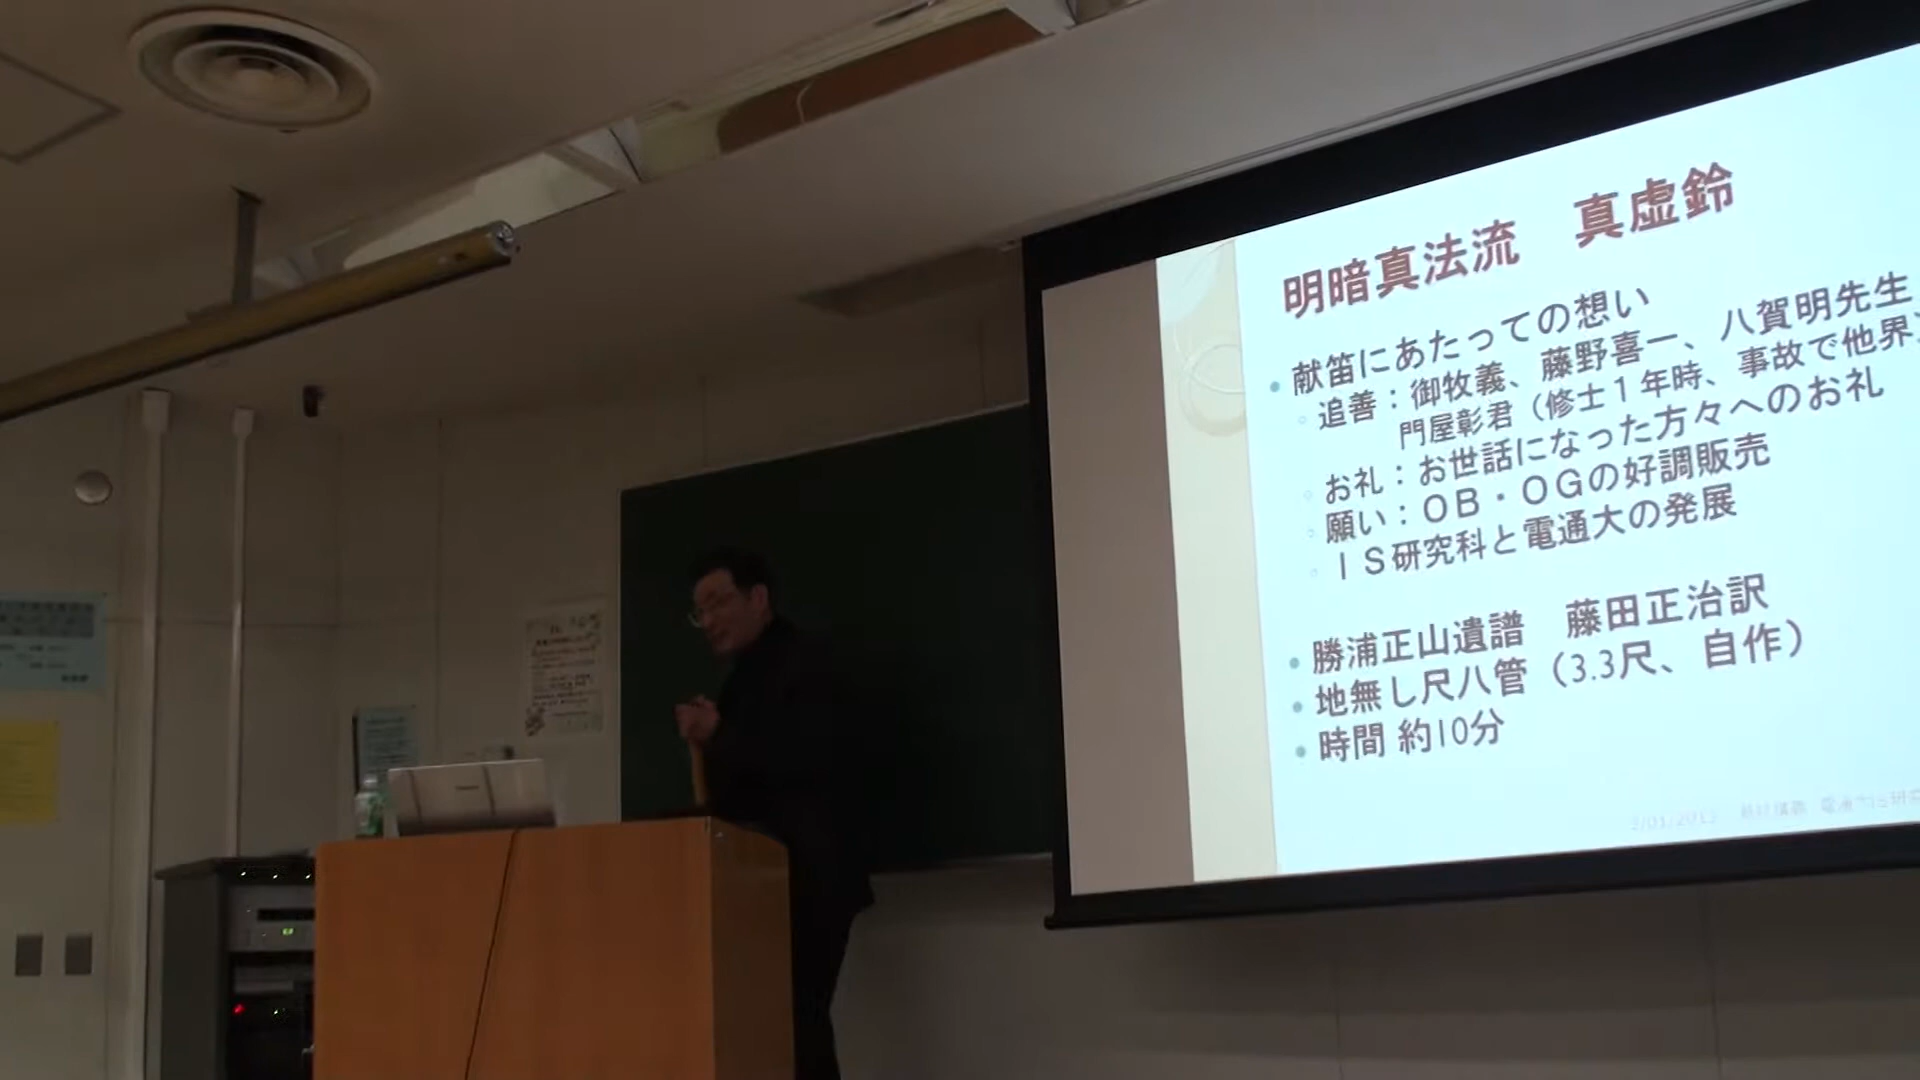 明暗真法流　真虚鈴
献笛にあたっての想い
追善：御牧義、藤野喜一、八賀明先生
門屋彰君（修士１年時、事故で他界
お礼：お世話になった方々へのお礼
願い：ＯＢ・ＯＧの好調販売
ＩＳ研究科と電通大の発展
勝浦正山遺譜　藤田正治訳
地無し尺八管（3.3尺、自作）
時間 約10分